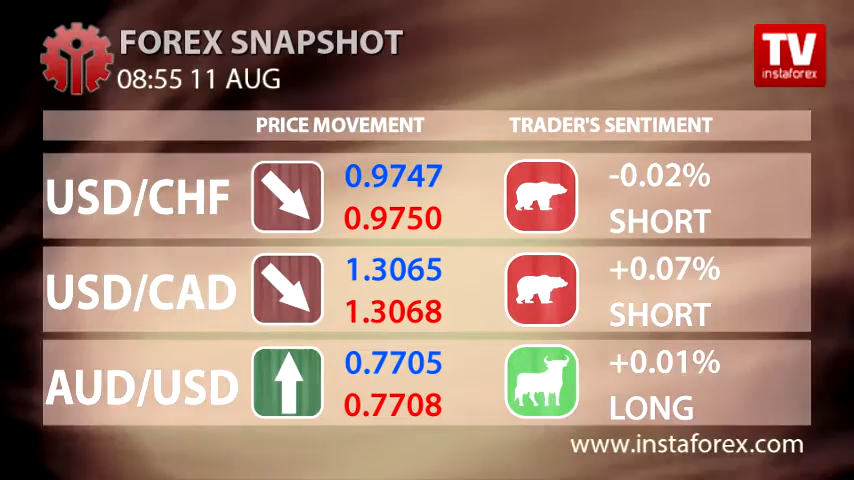 FOREX SNAPSHOT
08:55 11 AUG
TV
instaforex
PRICE MOVEMENT TRADER'S SENTIMENT
USD/CHF 0.9747 -0.02%
0.9750 SHORT
USD/CAD 1.3065 +0.07%
1.3068 SHORT
AUD/USD 0.7705 +0.01%
0.7708 LONG
www.instaforex.com